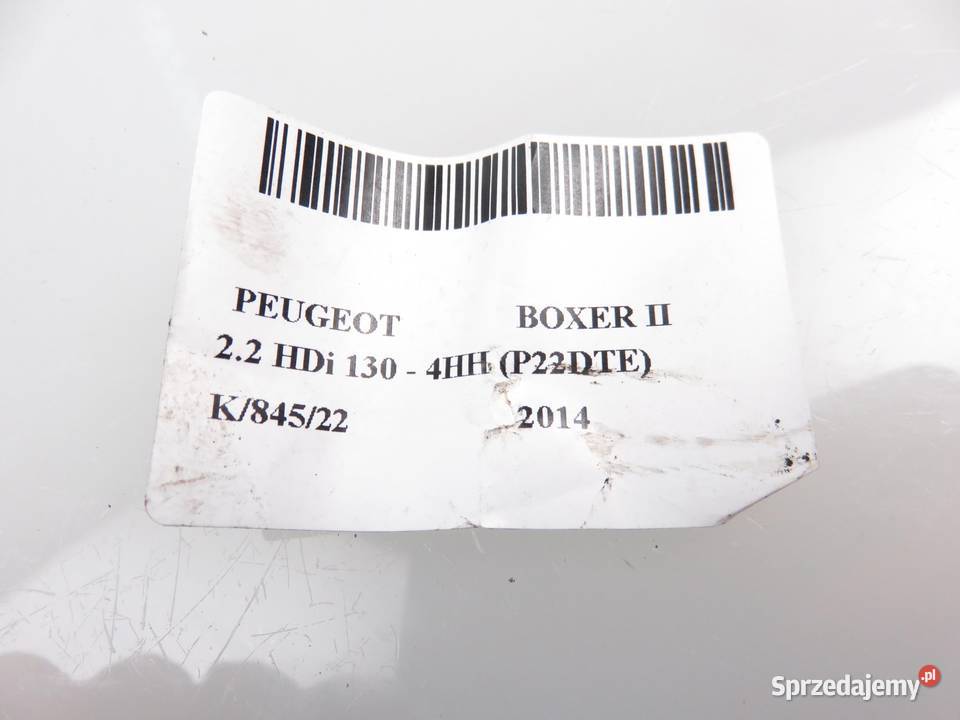 PEUGEOT BOXER II
2.2 HDi 130 - 4HH (P22DTE)
K/845/22 2014
Sprzedajemy.pl